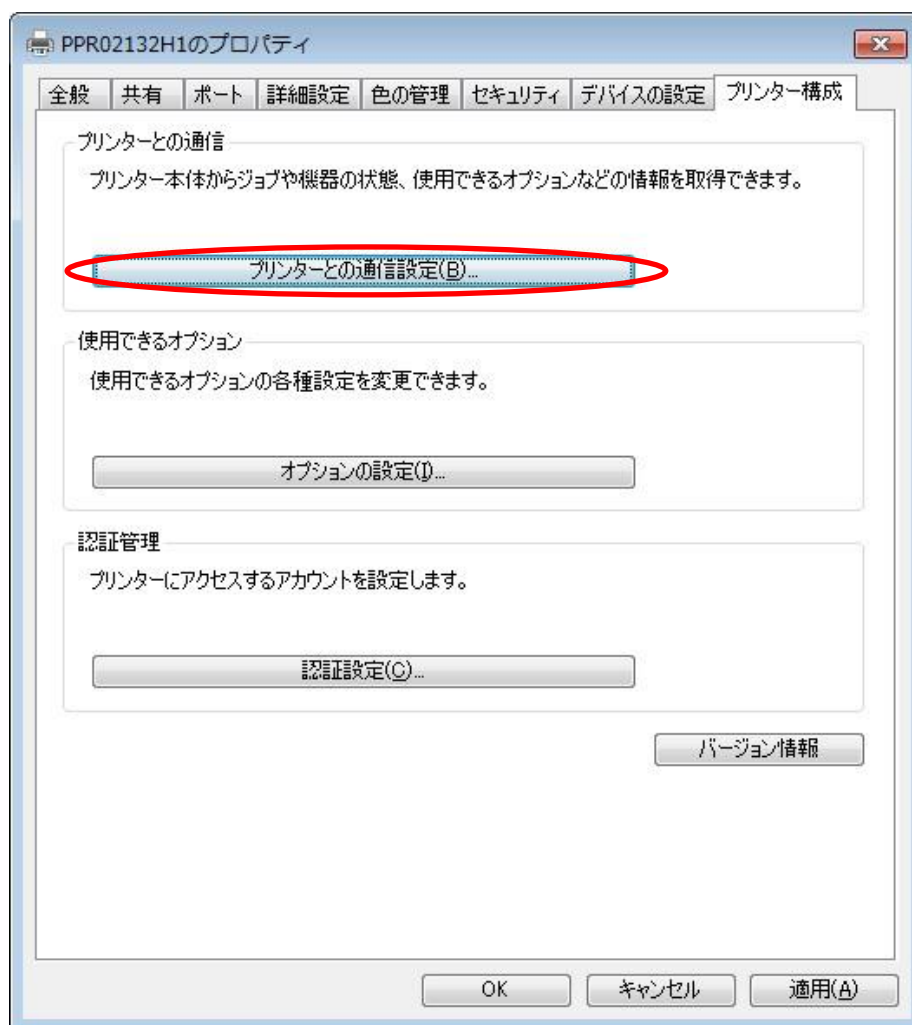 PPR02132H1のプロパティ
全般 共有 ポート 詳細設定 色の管理 セキュリティ デバイスの設定 プリンター構成
プリンターとの通信
プリンター本体からジョブや機器の状態、使用できるオプションなどの情報を取得できます。
プリンターとの通信設定(B)...
使用できるオプション
使用できるオプションの各種設定を変更できます。
オプションの設定(I)...
認証管理
プリンターにアクセスするアカウントを設定します。
認証設定(C)...
バージョン情報
OK キャンセル 適用(A)